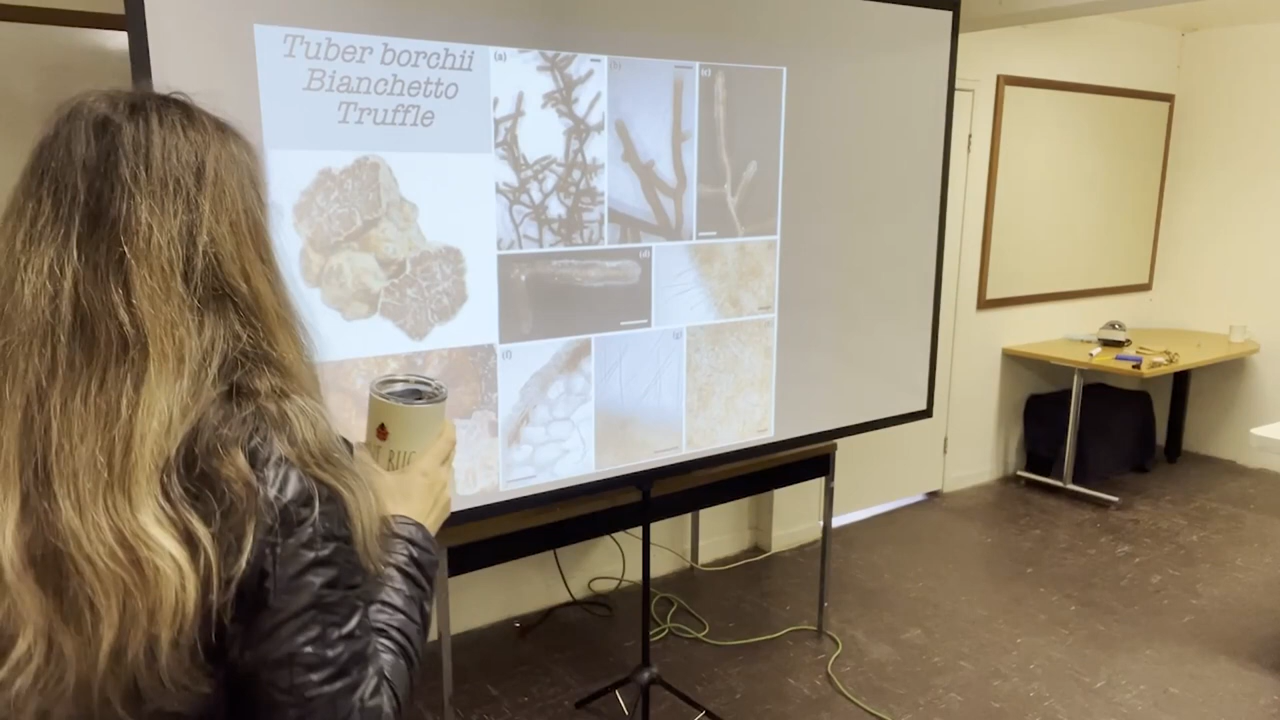 Tuber borchii
Bianchetto
Truffle
(a)
(b)
(c)
(d)
(f)
(g)